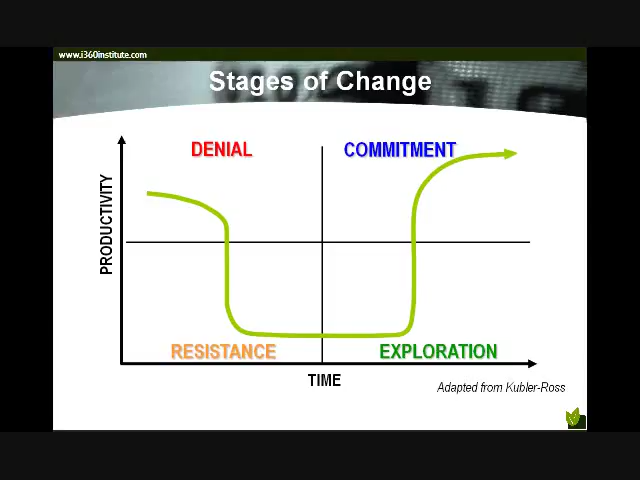 www.i360institute.com
Stages of Change
DENIAL
COMMITMENT
PRODUCTIVITY
RESISTANCE
EXPLORATION
TIME
Adapted from Kubler-Ross